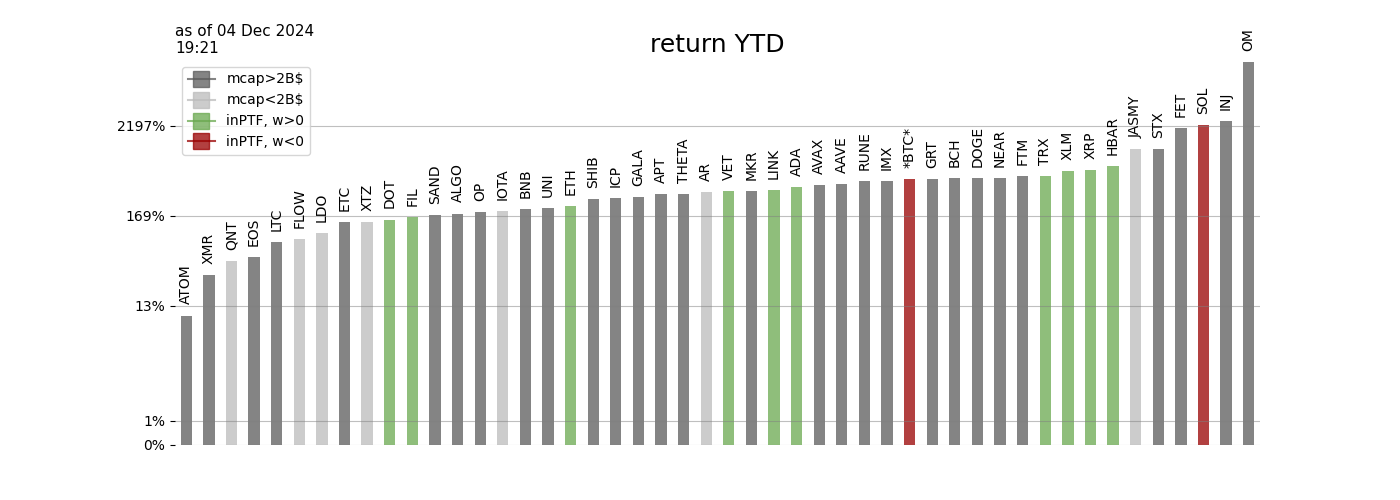 as of 04 Dec 2024
19:21
return YTD
mcap>2B$
mcap<2B$
inPTF, w>0
inPTF, w<0
2197%
169%
13%
1%
0%
ATOM
XMR
QNT
EOS
LTC
FLOW
LDO
ETC
XTZ
DOT
FIL
SAND
ALGO
OP
IOTA
BNB
UNI
ETH
SHIB
ICP
GALA
APT
THETA
AR
VET
MKR
LINK
ADA
AVAX
AAVE
RUNE
IMX
*BTC*
GRT
BCH
DOGE
NEAR
FTM
TRX
XLM
XRP
HBAR
JASMY
STX
FET
SOL
INJ
OM